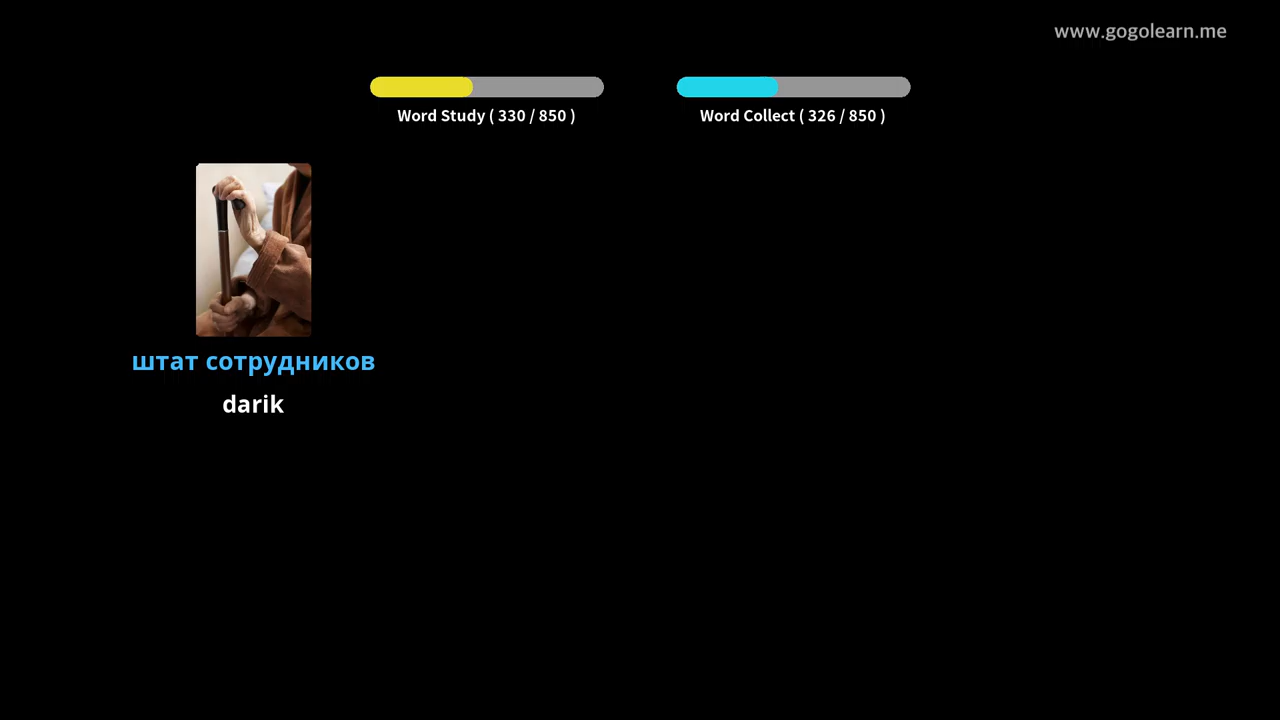 www.gogolearn.me
Word Study ( 330 / 850 )
Word Collect ( 326 / 850 )
штат сотрудников
darik